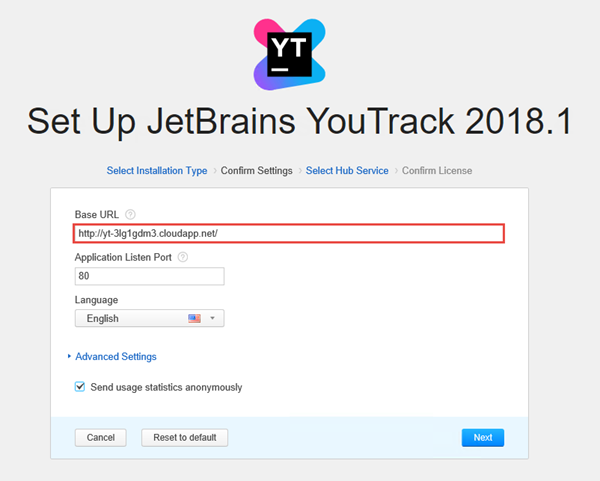 YT
Set Up JetBrains YouTrack 2018.1
Select Installation Type › Confirm Settings › Select Hub Service › Confirm License
Base URL ?
http://yt-3lg1gdm3.cloudapp.net/
Application Listen Port ?
80
Language
English
Advanced Settings
Send usage statistics anonymously
Cancel Reset to default Next